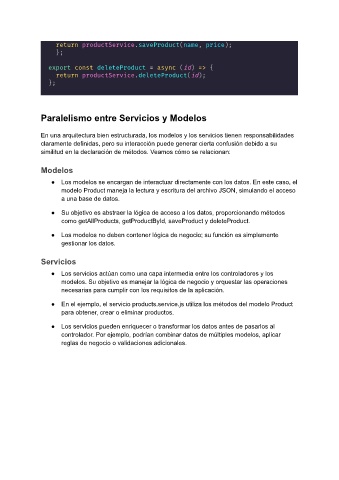 return productService.saveProduct(name, price);
};
export const deleteProduct = async (id) => {
return productService.deleteProduct(id);
};
Paralelismo entre Servicios y Modelos
En una arquitectura bien estructurada, los modelos y los servicios tienen responsabilidades
claramente definidas, pero su interacción puede generar cierta confusión debido a su
similitud en la declaración de métodos. Veamos cómo se relacionan:
Modelos
● Los modelos se encargan de interactuar directamente con los datos. En este caso, el
modelo Product maneja la lectura y escritura del archivo JSON, simulando el acceso
a una base de datos.
● Su objetivo es abstraer la lógica de acceso a los datos, proporcionando métodos
como getAllProducts, getProductById, saveProduct y deleteProduct.
● Los modelos no deben contener lógica de negocio; su función es simplemente
gestionar los datos.
Servicios
● Los servicios actúan como una capa intermedia entre los controladores y los
modelos. Su objetivo es manejar la lógica de negocio y orquestar las operaciones
necesarias para cumplir con los requisitos de la aplicación.
● En el ejemplo, el servicio products.service.js utiliza los métodos del modelo Product
para obtener, crear o eliminar productos.
● Los servicios pueden enriquecer o transformar los datos antes de pasarlos al
controlador. Por ejemplo, podrían combinar datos de múltiples modelos, aplicar
reglas de negocio o validaciones adicionales.